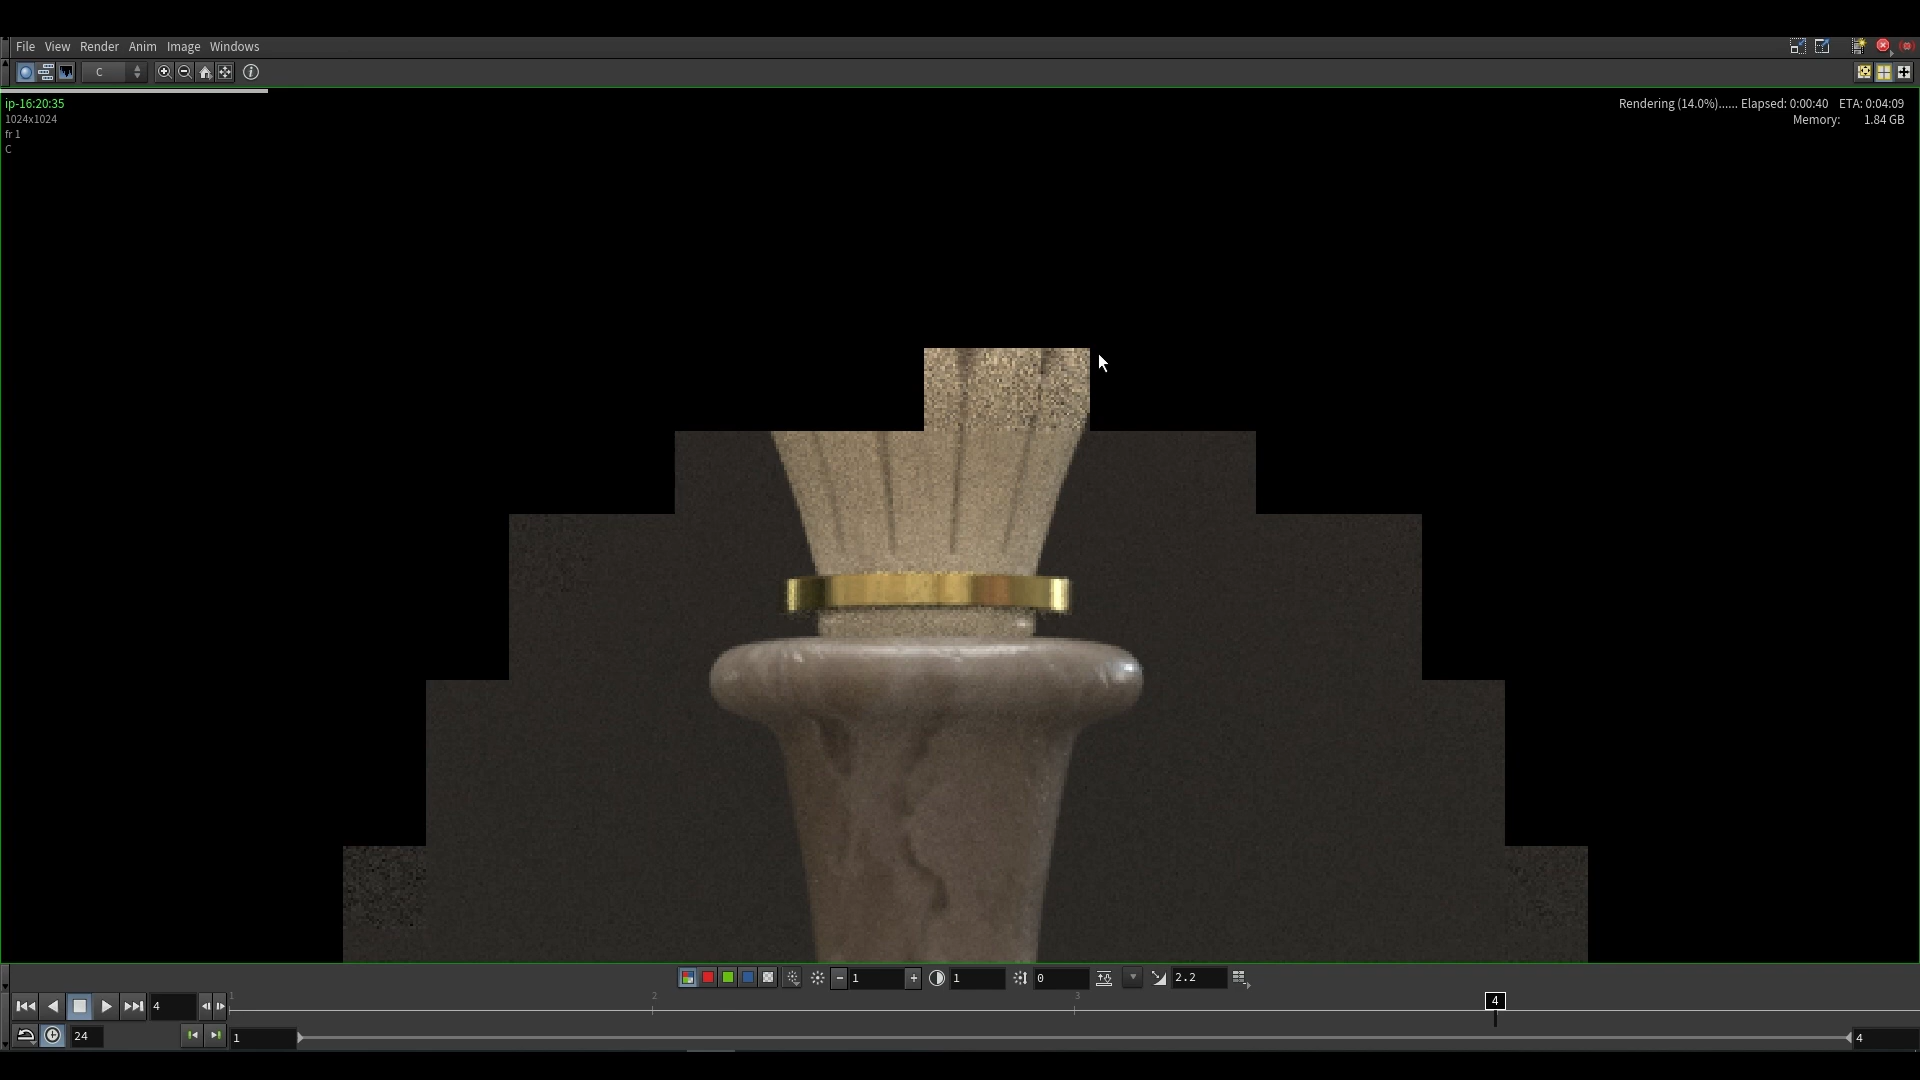 File View Render Anim Image Windows
C
ip-16:20:35
1024x1024
fr 1
C
Rendering (14.0%)...... Elapsed: 0:00:40 ETA: 0:04:09
Memory: 1.84 GB
1 1 0 2.2
4 1 2 3 4
24 1 4